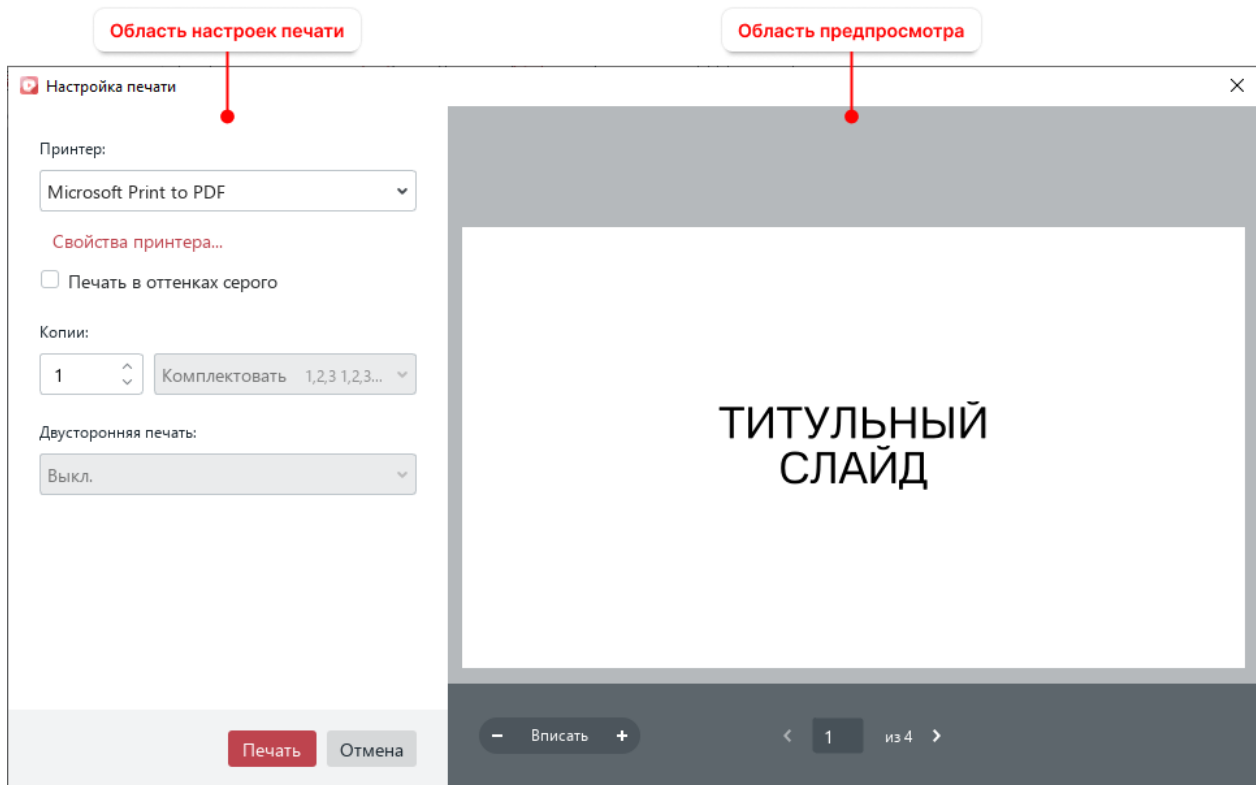 Область настроек печати
Область предпросмотра
Настройка печати
Принтер:
Microsoft Print to PDF
Свойства принтера...
Печать в оттенках серого
Копии:
1
Комплектовать 1,2,3 1,2,3...
Двусторонняя печать:
Выкл.
Печать
Отмена
ТИТУЛЬНЫЙ
СЛАЙД
− Вписать +
1 из 4